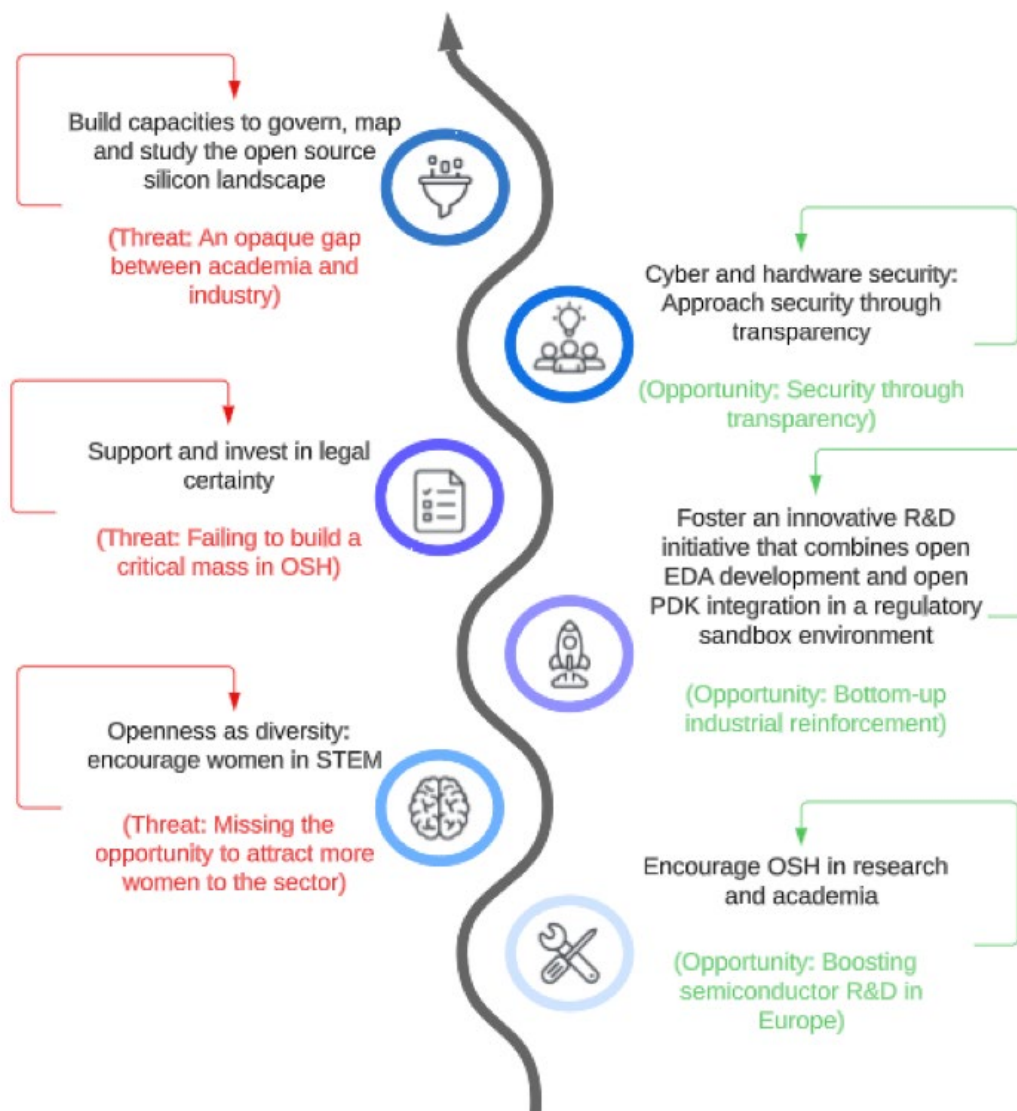 Build capacities to govern, map
and study the open source
silicon landscape
(Threat: An opaque gap
between academia and
industry)
Cyber and hardware security:
Approach security through
transparency
(Opportunity: Security through
transparency)
Support and invest in legal
certainty
(Threat: Failing to build a
critical mass in OSH)
Foster an innovative R&D
initiative that combines open
EDA development and open
PDK integration in a regulatory
sandbox environment
(Opportunity: Bottom-up
industrial reinforcement)
Openness as diversity:
encourage women in STEM
(Threat: Missing the
opportunity to attract more
women to the sector)
Encourage OSH in research
and academia
(Opportunity: Boosting
semiconductor R&D in
Europe)